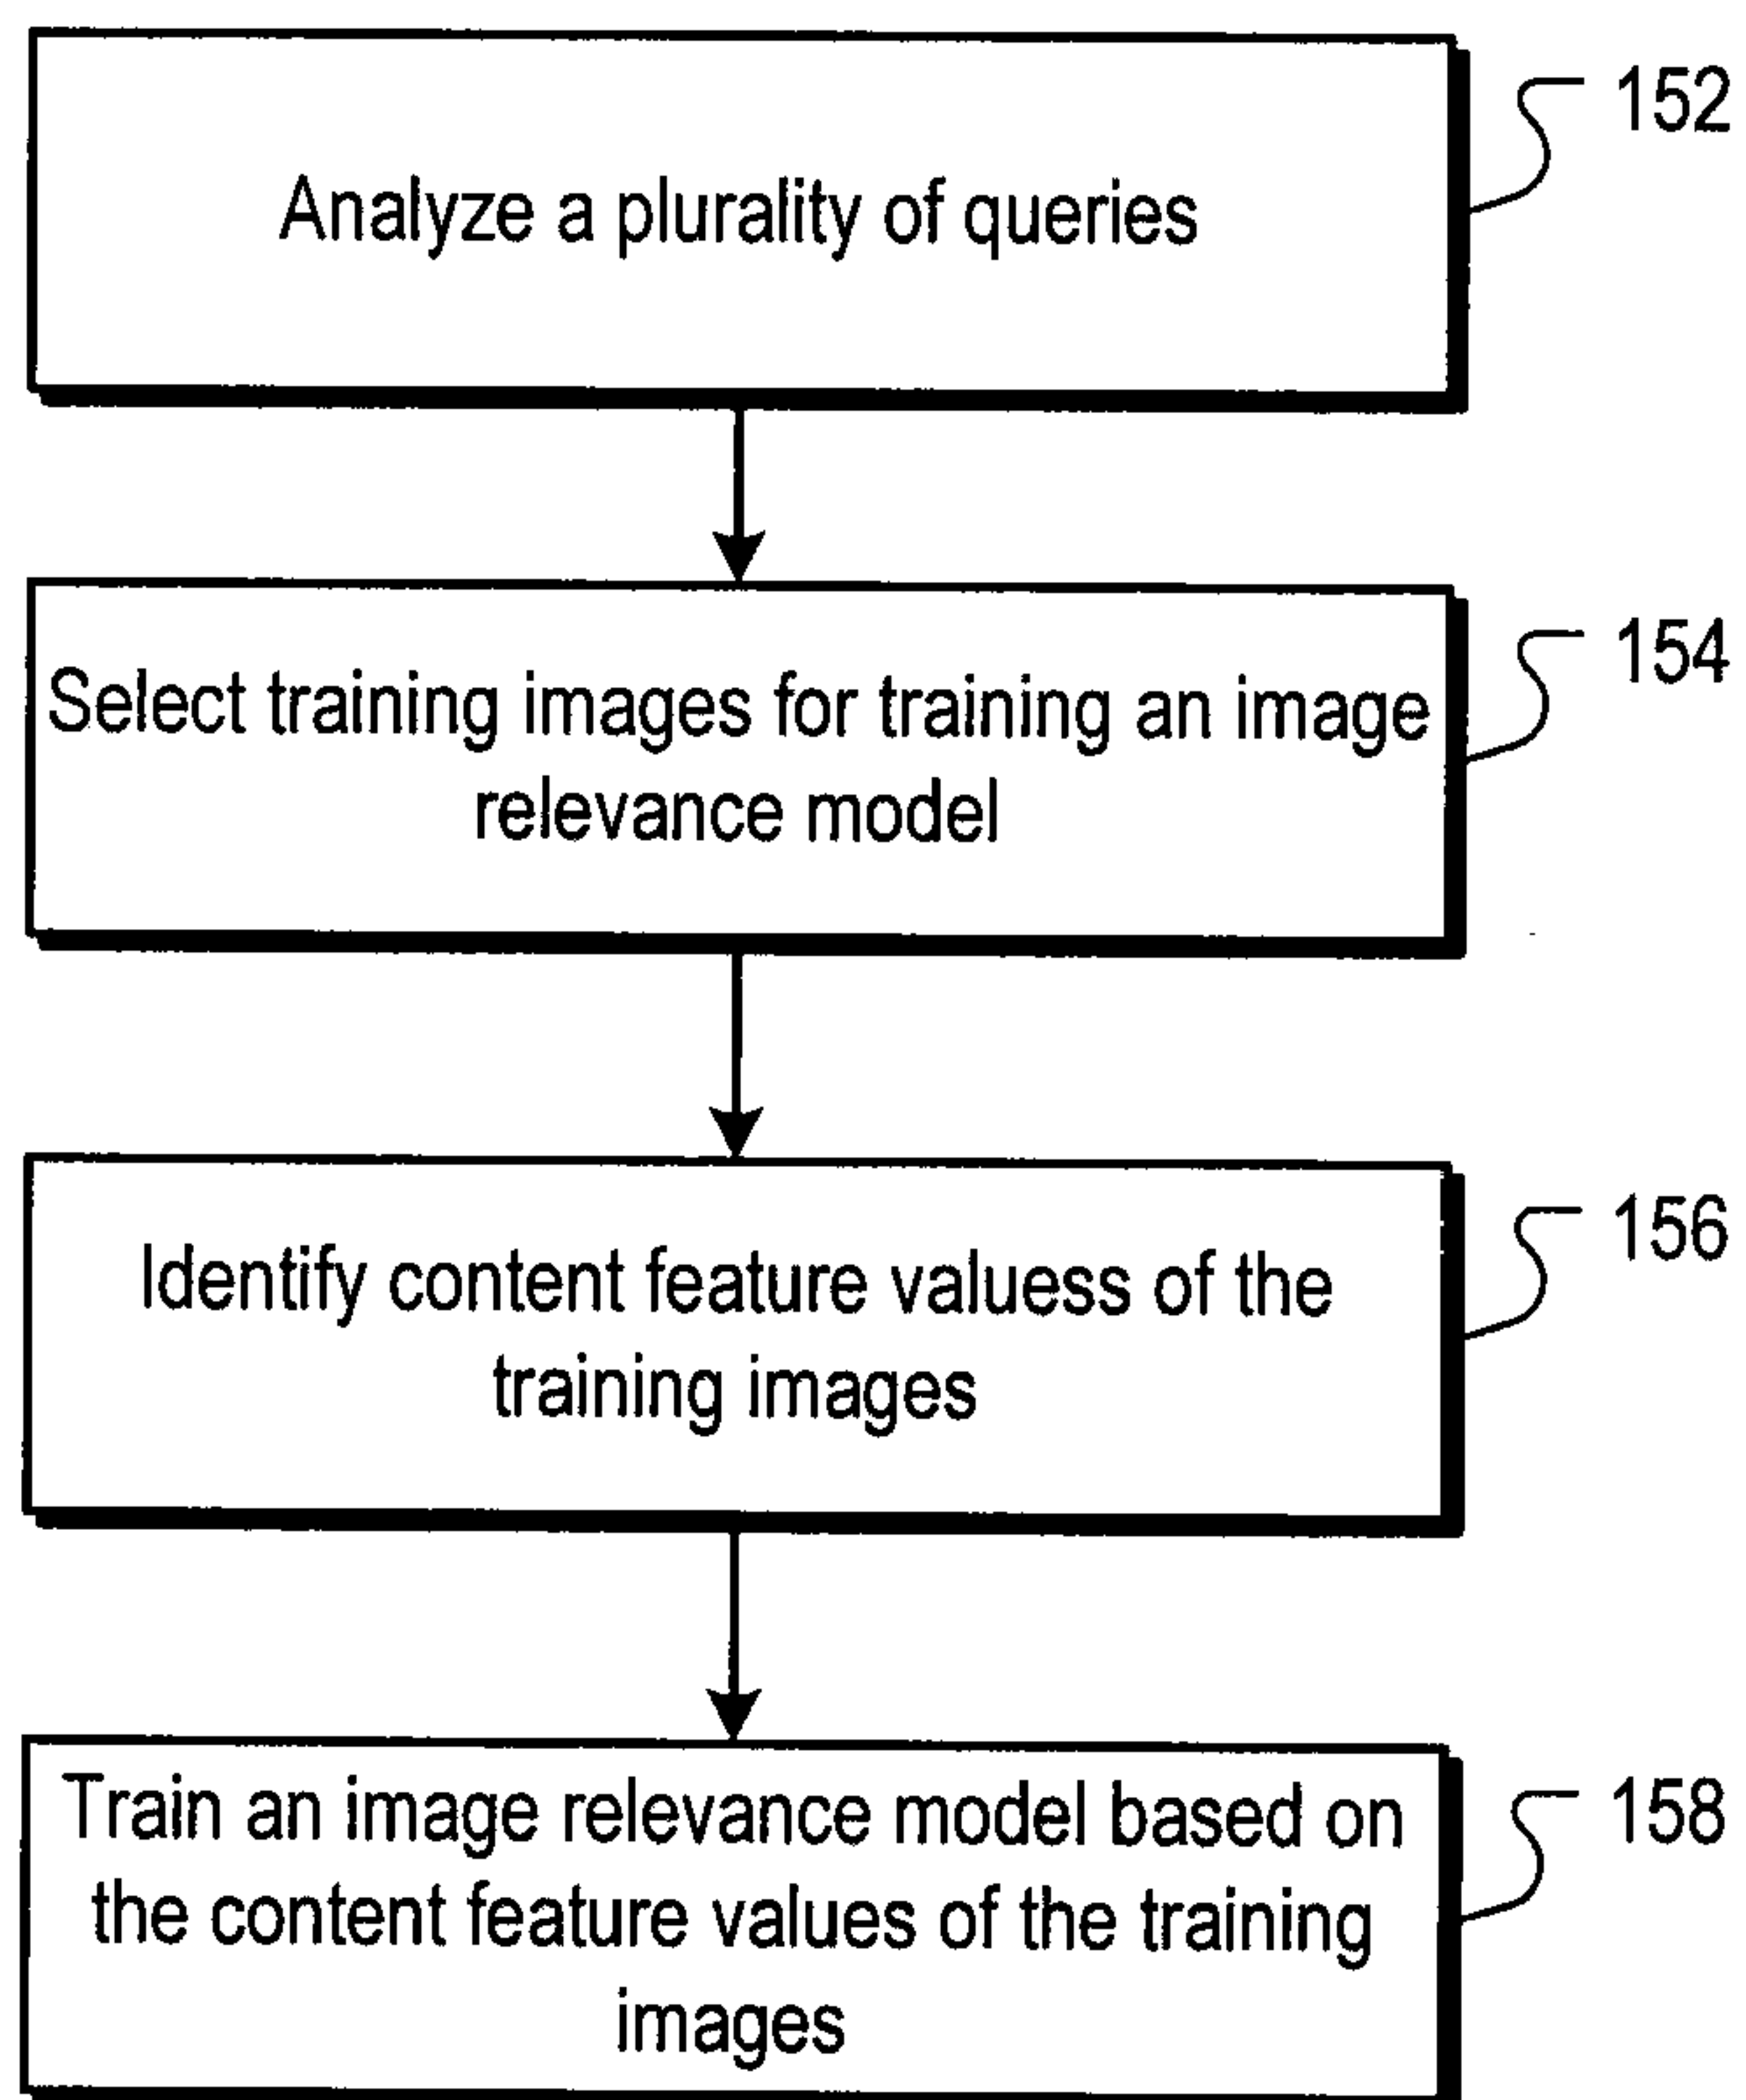 152
Analyze a plurality of queries
154
Select training images for training an image
relevance model
156
Identify content feature valuess of the
training images
158
Train an image relevance model based on
the content feature values of the training
images